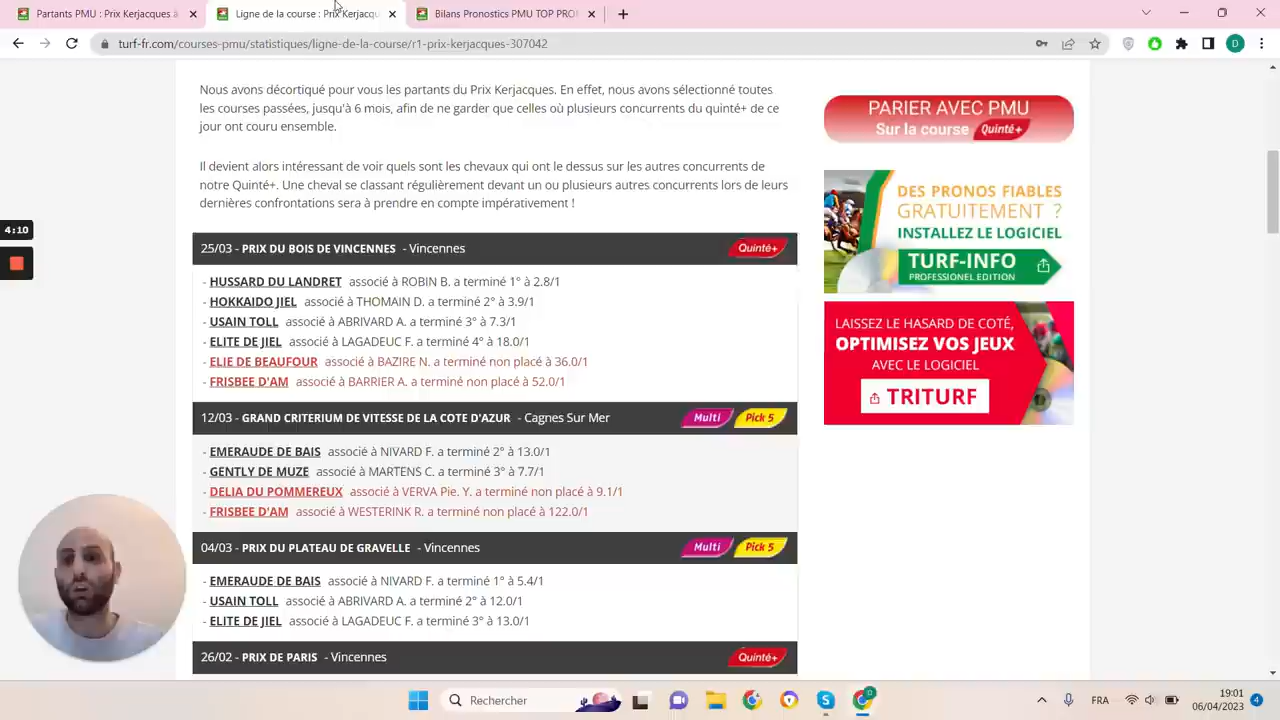 Pronostics PMU : Prix Kerjacqu
Ligne de la course : Prix Kerjacqu
Bilans Pronostics PMU TOP PRO
turf-fr.com/courses-pmu/statistiques/ligne-de-la-course/r1-prix-kerjacques-307042
D
Nous avons décortiqué pour vous les partants du Prix Kerjacques. En effet, nous avons sélectionné toutes
les courses passées, jusqu'à 6 mois, afin de ne garder que celles où plusieurs concurrents du quinté+ de ce
jour ont couru ensemble.
Il devient alors intéressant de voir quels sont les chevaux qui ont le dessus sur les autres concurrents de
notre Quinté+. Une cheval se classant régulièrement devant un ou plusieurs autres concurrents lors de leurs
dernières confrontations sera à prendre en compte impérativement !
4:10
25/03 - PRIX DU BOIS DE VINCENNES - Vincennes Quinté+
- HUSSARD DU LANDRET associé à ROBIN B. a terminé 1° à 2.8/1
- HOKKAIDO JIEL associé à THOMAIN D. a terminé 2° à 3.9/1
- USAIN TOLL associé à ABRIVARD A. a terminé 3° à 7.3/1
- ELITE DE JIEL associé à LAGADEUC F. a terminé 4° à 18.0/1
- ELIE DE BEAUFOUR associé à BAZIRE N. a terminé non placé à 36.0/1
- FRISBEE D'AM associé à BARRIER A. a terminé non placé à 52.0/1
12/03 - GRAND CRITERIUM DE VITESSE DE LA COTE D'AZUR - Cagnes Sur Mer Multi Pick 5
- EMERAUDE DE BAIS associé à NIVARD F. a terminé 2° à 13.0/1
- GENTLY DE MUZE associé à MARTENS C. a terminé 3° à 7.7/1
- DELIA DU POMMEREUX associé à VERVA Pie. Y. a terminé non placé à 9.1/1
- FRISBEE D'AM associé à WESTERINK R. a terminé non placé à 122.0/1
04/03 - PRIX DU PLATEAU DE GRAVELLE - Vincennes Multi Pick 5
- EMERAUDE DE BAIS associé à NIVARD F. a terminé 1° à 5.4/1
- USAIN TOLL associé à ABRIVARD A. a terminé 2° à 12.0/1
- ELITE DE JIEL associé à LAGADEUC F. a terminé 3° à 13.0/1
26/02 - PRIX DE PARIS - Vincennes Quinté+
PARIER AVEC PMU
Sur la course Quinté+
DES PRONOS FIABLES
GRATUITEMENT ?
INSTALLEZ LE LOGICIEL
TURF-INFO
PROFESSIONEL EDITION
LAISSEZ LE HASARD DE COTÉ,
OPTIMISEZ VOS JEUX
AVEC LE LOGICIEL
TRITURF
Rechercher
FRA
19:01
06/04/2023